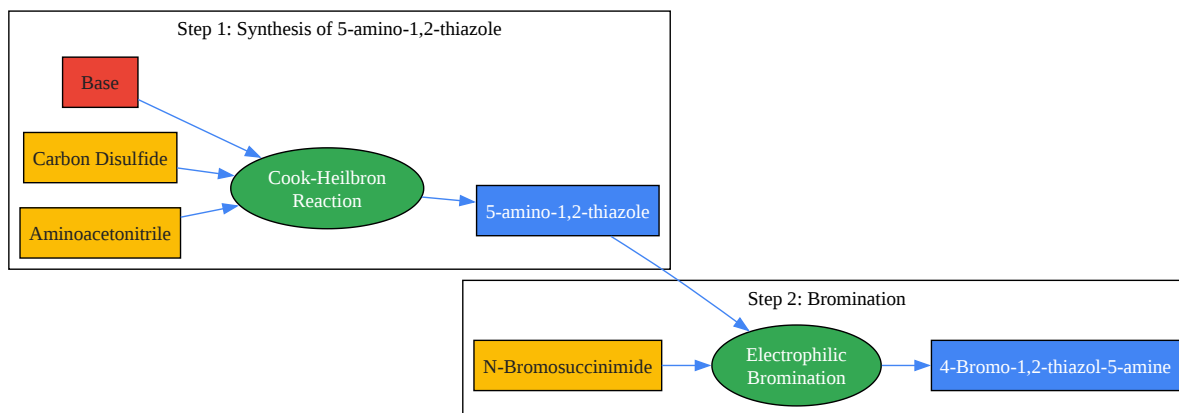 Step 1: Synthesis of 5-amino-1,2-thiazole
Base
Carbon Disulfide
Cook-Heilbron
Reaction
Aminoacetonitrile
5-amino-1,2-thiazole
Step 2: Bromination
N-Bromosuccinimide
Electrophilic
Bromination
4-Bromo-1,2-thiazol-5-amine